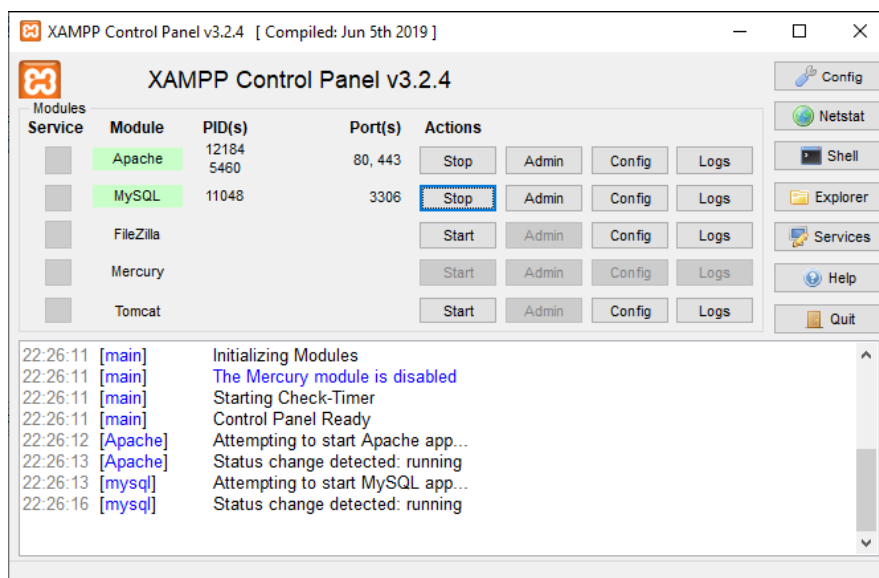 XAMPP Control Panel v3.2.4 [ Compiled: Jun 5th 2019 ]
XAMPP Control Panel v3.2.4
Config
Modules
Service Module PID(s) Port(s) Actions
Netstat
Apache 12184 5460 80, 443 Stop Admin Config Logs
Shell
MySQL 11048 3306 Stop Admin Config Logs
Explorer
FileZilla Start Admin Config Logs
Services
Mercury Start Admin Config Logs
Help
Tomcat Start Admin Config Logs
Quit
22:26:11 [main] Initializing Modules
22:26:11 [main] The Mercury module is disabled
22:26:11 [main] Starting Check-Timer
22:26:11 [main] Control Panel Ready
22:26:12 [Apache] Attempting to start Apache app...
22:26:13 [Apache] Status change detected: running
22:26:13 [mysql] Attempting to start MySQL app...
22:26:16 [mysql] Status change detected: running